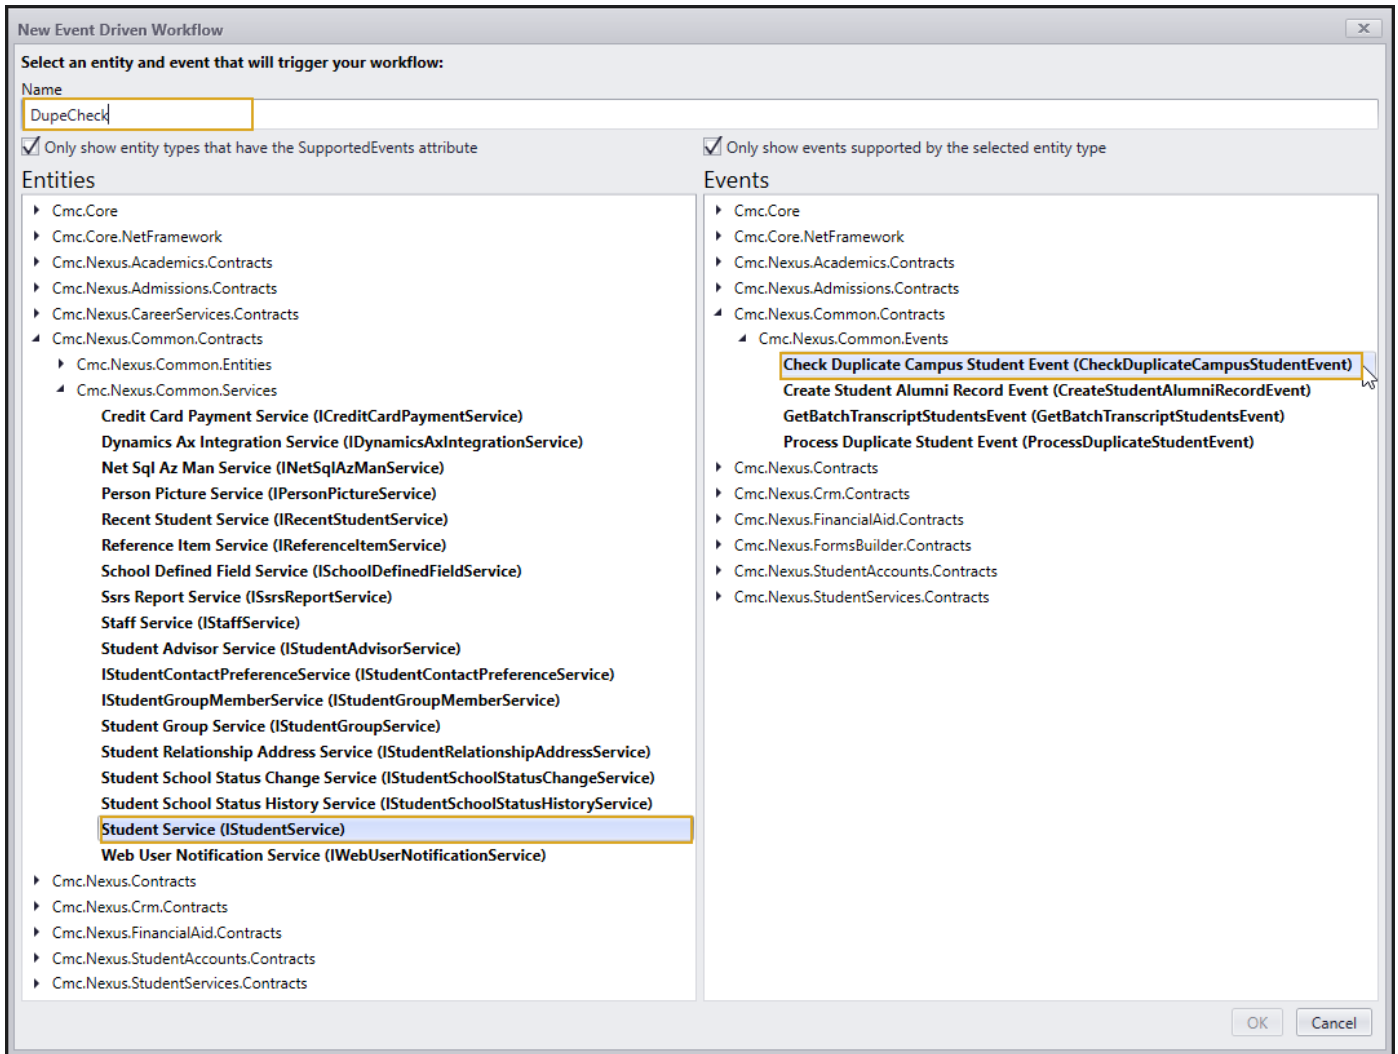 New Event Driven Workflow
Select an entity and event that will trigger your workflow:
Name
DupeCheck
Only show entity types that have the SupportedEvents attribute
Only show events supported by the selected entity type
Entities
Cmc.Core
Cmc.Core.NetFramework
Cmc.Nexus.Academics.Contracts
Cmc.Nexus.Admissions.Contracts
Cmc.Nexus.CareerServices.Contracts
Cmc.Nexus.Common.Contracts
Cmc.Nexus.Common.Entities
Cmc.Nexus.Common.Services
Credit Card Payment Service (ICreditCardPaymentService)
Dynamics Ax Integration Service (IDynamicsAxIntegrationService)
Net Sql Az Man Service (INetSqlAzManService)
Person Picture Service (IPersonPictureService)
Recent Student Service (IRecentStudentService)
Reference Item Service (IReferenceItemService)
School Defined Field Service (ISchoolDefinedFieldService)
Ssrs Report Service (ISsrsReportService)
Staff Service (IStaffService)
Student Advisor Service (IStudentAdvisorService)
IStudentContactPreferenceService (IStudentContactPreferenceService)
IStudentGroupMemberService (IStudentGroupMemberService)
Student Group Service (IStudentGroupService)
Student Relationship Address Service (IStudentRelationshipAddressService)
Student School Status Change Service (IStudentSchoolStatusChangeService)
Student School Status History Service (IStudentSchoolStatusHistoryService)
Student Service (IStudentService)
Web User Notification Service (IWebUserNotificationService)
Cmc.Nexus.Contracts
Cmc.Nexus.Crm.Contracts
Cmc.Nexus.FinancialAid.Contracts
Cmc.Nexus.StudentAccounts.Contracts
Cmc.Nexus.StudentServices.Contracts
Events
Cmc.Core
Cmc.Core.NetFramework
Cmc.Nexus.Academics.Contracts
Cmc.Nexus.Admissions.Contracts
Cmc.Nexus.Common.Contracts
Cmc.Nexus.Common.Events
Check Duplicate Campus Student Event (CheckDuplicateCampusStudentEvent)
Create Student Alumni Record Event (CreateStudentAlumniRecordEvent)
GetBatchTranscriptStudentsEvent (GetBatchTranscriptStudentsEvent)
Process Duplicate Student Event (ProcessDuplicateStudentEvent)
Cmc.Nexus.Contracts
Cmc.Nexus.Crm.Contracts
Cmc.Nexus.FinancialAid.Contracts
Cmc.Nexus.FormsBuilder.Contracts
Cmc.Nexus.StudentAccounts.Contracts
Cmc.Nexus.StudentServices.Contracts
OK
Cancel